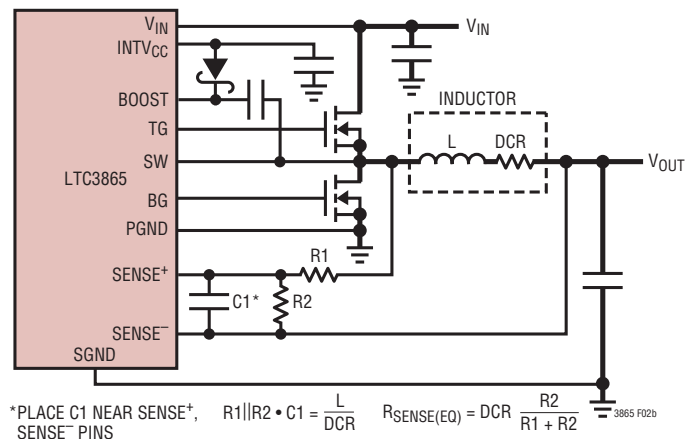 VIN
INTVCC
BOOST
TG
SW
LTC3865
BG
PGND
SENSE+
SENSE−
SGND
VIN
INDUCTOR
L DCR
VOUT
R1
C1*
R2
*PLACE C1 NEAR SENSE+,
SENSE− PINS
R1||R2 • C1 = L
DCR
RSENSE(EQ) = DCR R2
R1 + R2
3865 F02b